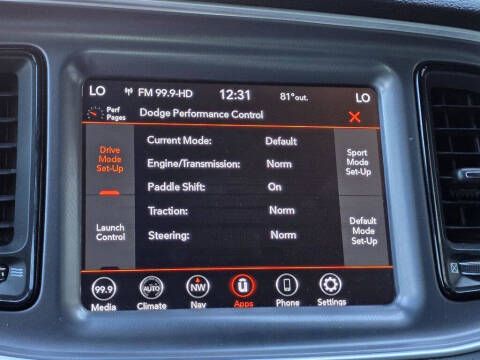 LO FM 99.9-HD 12:31 81°out. LO
Perf Pages Dodge Performance Control
Drive Mode Set-Up
Current Mode: Default
Engine/Transmission: Norm
Paddle Shift: On
Traction: Norm
Steering: Norm
Sport Mode Set-Up
Launch Control
Default Mode Set-Up
99.9 AUTO NW ū
Media Climate Nav Apps Phone Settings